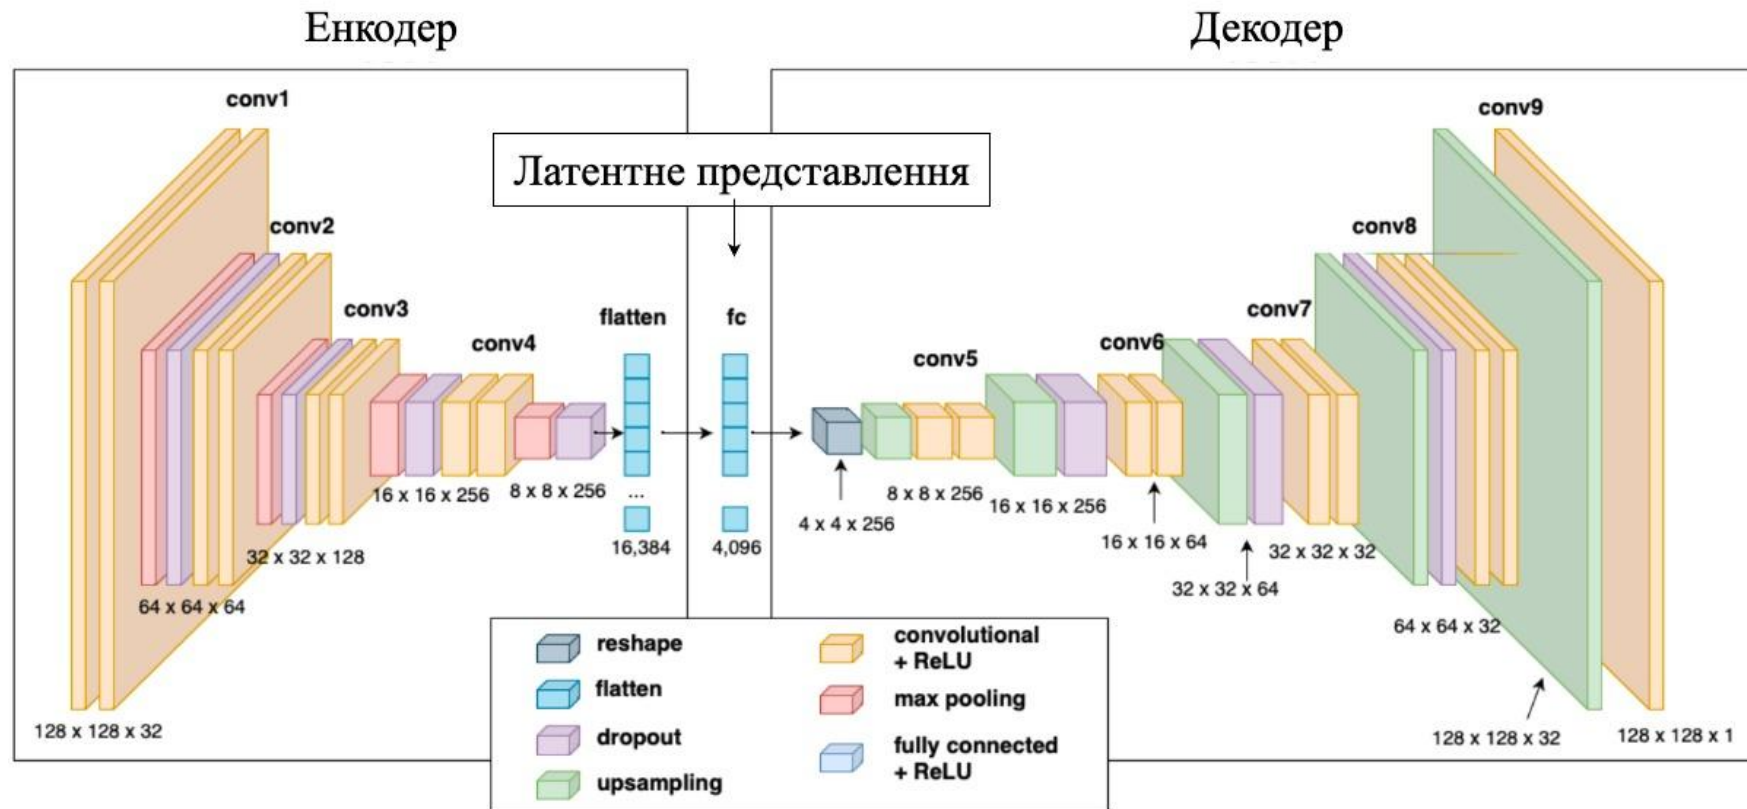 Енкодер
Декодер
conv1
conv9
Латентне представлення
conv2
conv8
conv3
flatten
fc
conv7
conv4
conv6
conv5
16 x 16 x 256
8 x 8 x 256
...
8 x 8 x 256
16 x 16 x 256
4 x 4 x 256
16,384
4,096
16 x 16 x 64
32 x 32 x 32
32 x 32 x 128
32 x 32 x 64
64 x 64 x 64
64 x 64 x 32
128 x 128 x 32
128 x 128 x 32
128 x 128 x 1
reshape
flatten
dropout
upsampling
convolutional
+ ReLU
max pooling
fully connected
+ ReLU